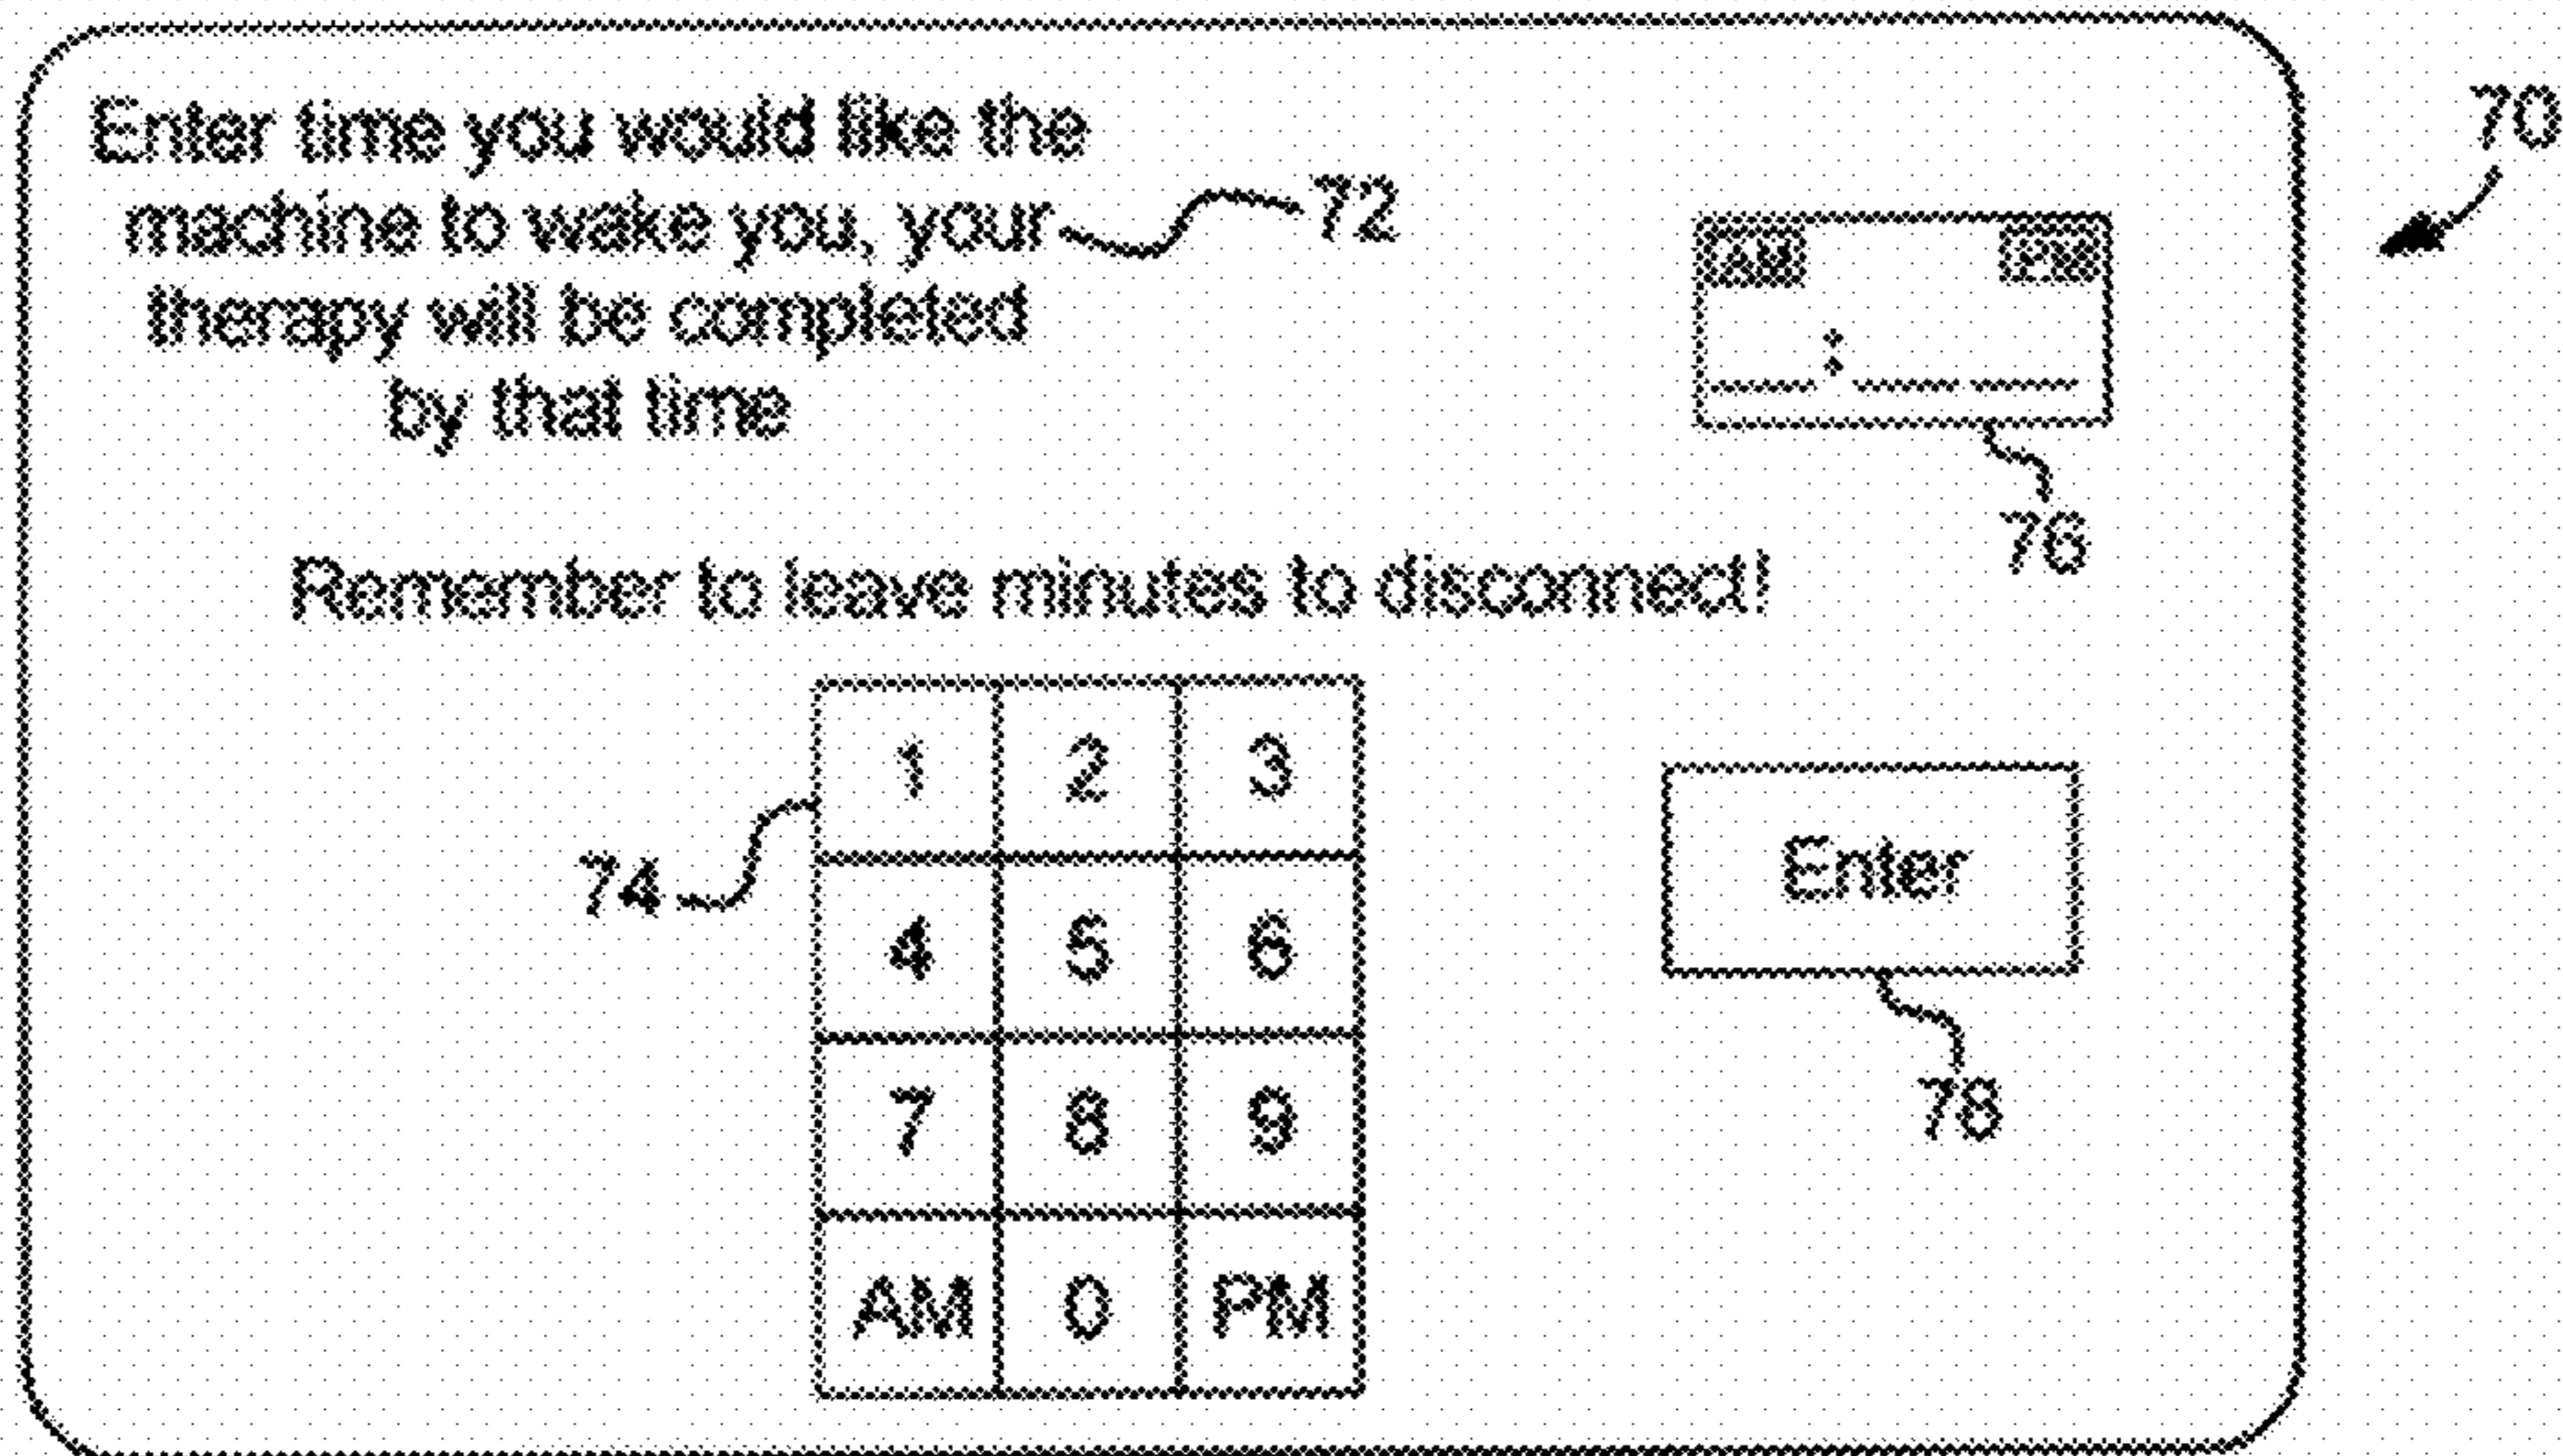 Enter time you would like the
machine to wake you, your
therapy will be completed
by that time
72
70
AM PM
:
76
Remember to leave minutes to disconnect!
1 2 3
74
4 5 6
Enter
7 8 9
78
AM 0 PM